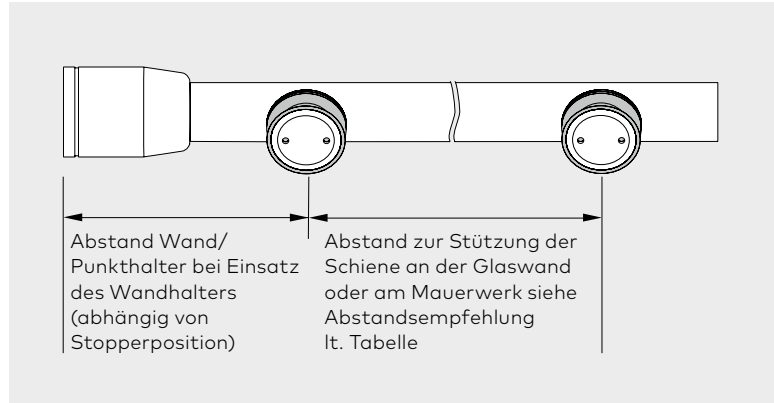 Abstand Wand/
Punkthalter bei Einsatz
des Wandhalters
(abhängig von
Stopperposition)
Abstand zur Stützung der
Schiene an der Glaswand
oder am Mauerwerk siehe
Abstandsempfehlung
lt. Tabelle